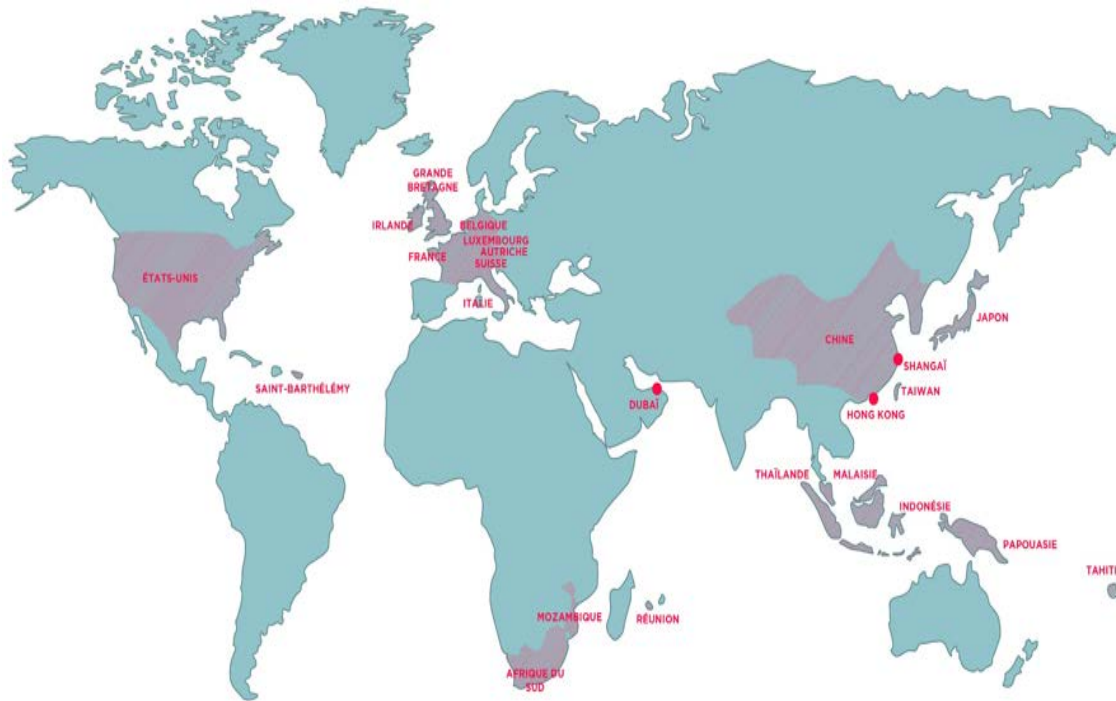 GRANDE
BRETAGNE
IRLANDE
BELGIQUE
LUXEMBOURG
FRANCE
AUTRICHE
SUISSE
ITALIE
ÉTATS-UNIS
SAINT-BARTHÉLÉMY
CHINE
JAPON
SHANGAÏ
TAIWAN
HONG KONG
DUBAÏ
THAÏLANDE
MALAISIE
INDONÉSIE
PAPOUASIE
TAHITI
MOZAMBIQUE
RÉUNION
AFRIQUE DU
SUD